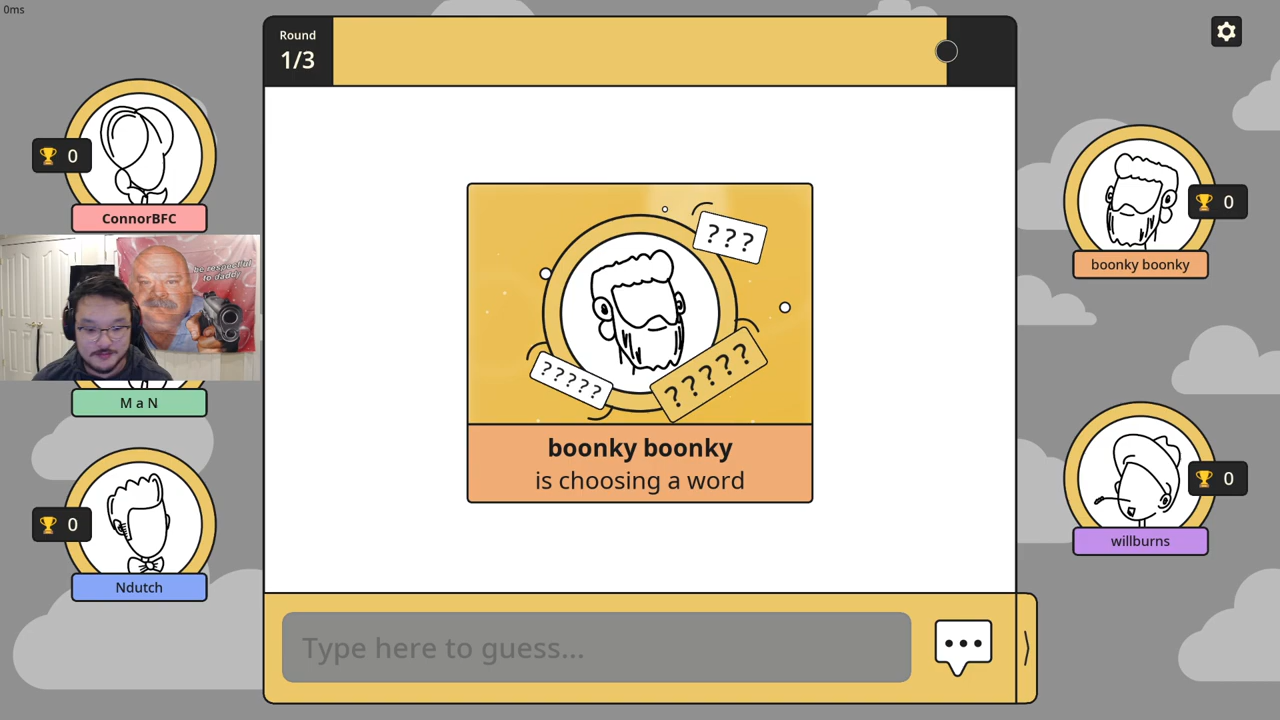 0ms
Round
1/3
0
ConnorBFC
be respectful
to daddy
M a N
0
Ndutch
???
?????
?????
boonky boonky
is choosing a word
0
boonky boonky
0
willburns
Type here to guess...